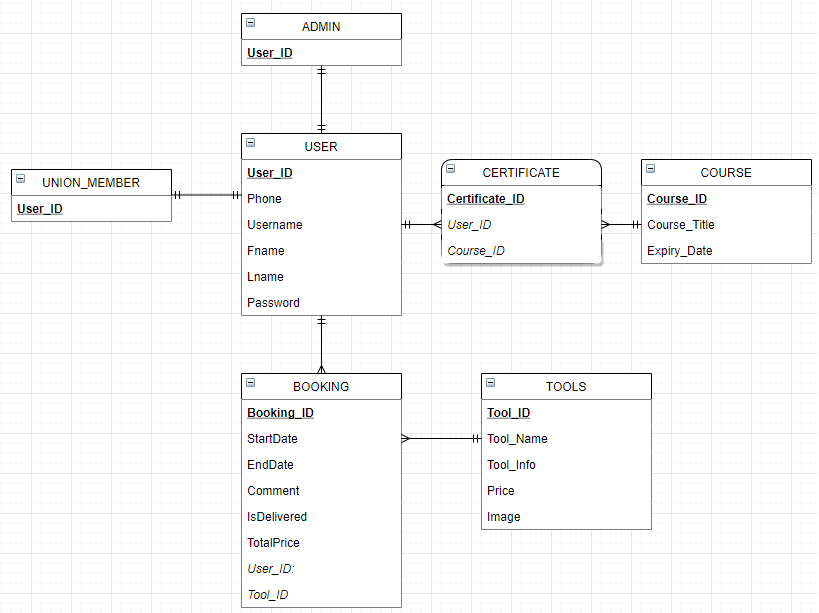 ADMIN
User_ID
USER
User_ID
Phone
Username
Fname
Lname
Password
UNION_MEMBER
User_ID
CERTIFICATE
Certificate_ID
User_ID
Course_ID
COURSE
Course_ID
Course_Title
Expiry_Date
BOOKING
Booking_ID
StartDate
EndDate
Comment
IsDelivered
TotalPrice
User_ID:
Tool_ID
TOOLS
Tool_ID
Tool_Name
Tool_Info
Price
Image